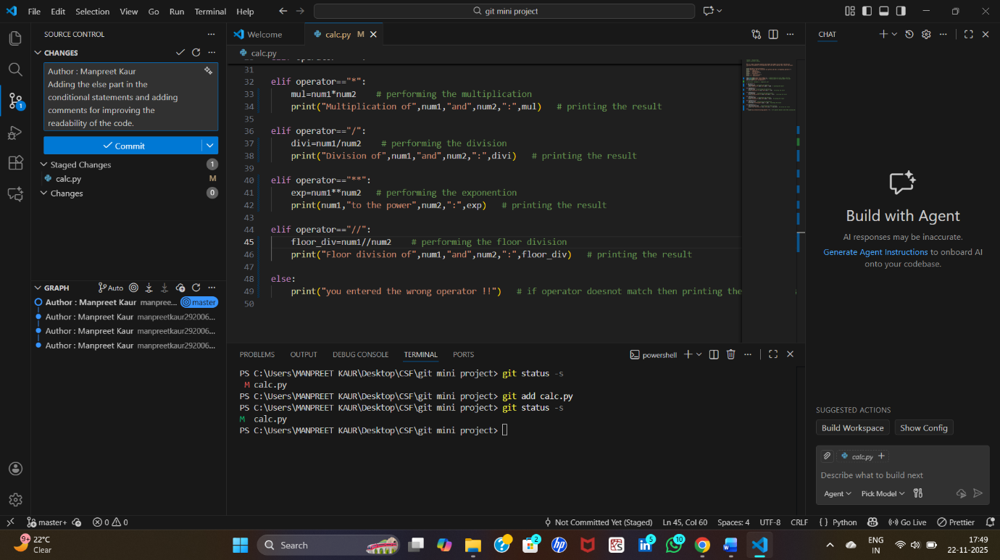 File Edit Selection View Go Run Terminal Help
git mini project
SOURCE CONTROL
CHANGES
Author : Manpreet Kaur
Adding the else part in the
conditional statements and adding
comments for improving the
readability of the code.
Commit
Staged Changes 1
calc.py M
Changes 0
GRAPH Auto
Author : Manpreet Kaur manpree... master
Author : Manpreet Kaur manpreetkaur292006...
Author : Manpreet Kaur manpreetkaur292006...
Author : Manpreet Kaur manpreetkaur292006...
Welcome
calc.py M
calc.py
31
32 elif operator=="*":
33 mul=num1*num2 # performing the multiplication
34 print("Multiplication of",num1,"and",num2,":",mul) # printing the result
35
36 elif operator=="/":
37 divi=num1/num2 # performing the division
38 print("Division of",num1,"and",num2,":",divi) # printing the result
39
40 elif operator=="**":
41 exp=num1**num2 # performing the exponention
42 print(num1,"to the power",num2,":",exp) # printing the result
43
44 elif operator=="//":
45 floor_div=num1//num2 # performing the floor division
46 print("Floor division of",num1,"and",num2,":",floor_div) # printing the result
47
48 else:
49 print("you entered the wrong operator !!") # if operator doesnot match then printing the
50
PROBLEMS OUTPUT DEBUG CONSOLE TERMINAL PORTS
powershell
PS C:\Users\MANPREET KAUR\Desktop\CSF\git mini project> git status -s
M calc.py
PS C:\Users\MANPREET KAUR\Desktop\CSF\git mini project> git add calc.py
PS C:\Users\MANPREET KAUR\Desktop\CSF\git mini project> git status -s
M calc.py
PS C:\Users\MANPREET KAUR\Desktop\CSF\git mini project>
CHAT
Build with Agent
AI responses may be inaccurate.
Generate Agent Instructions to onboard AI
onto your codebase.
SUGGESTED ACTIONS
Build Workspace Show Config
calc.py
Describe what to build next
Agent Pick Model
1
master+ 0 0
Not Committed Yet (Staged) Ln 45, Col 60 Spaces: 4 UTF-8 CRLF { } Python Go Live Prettier
9+
22°C
Clear
Search
2
hp
5
10
ENG
IN
17:49
22-11-2025